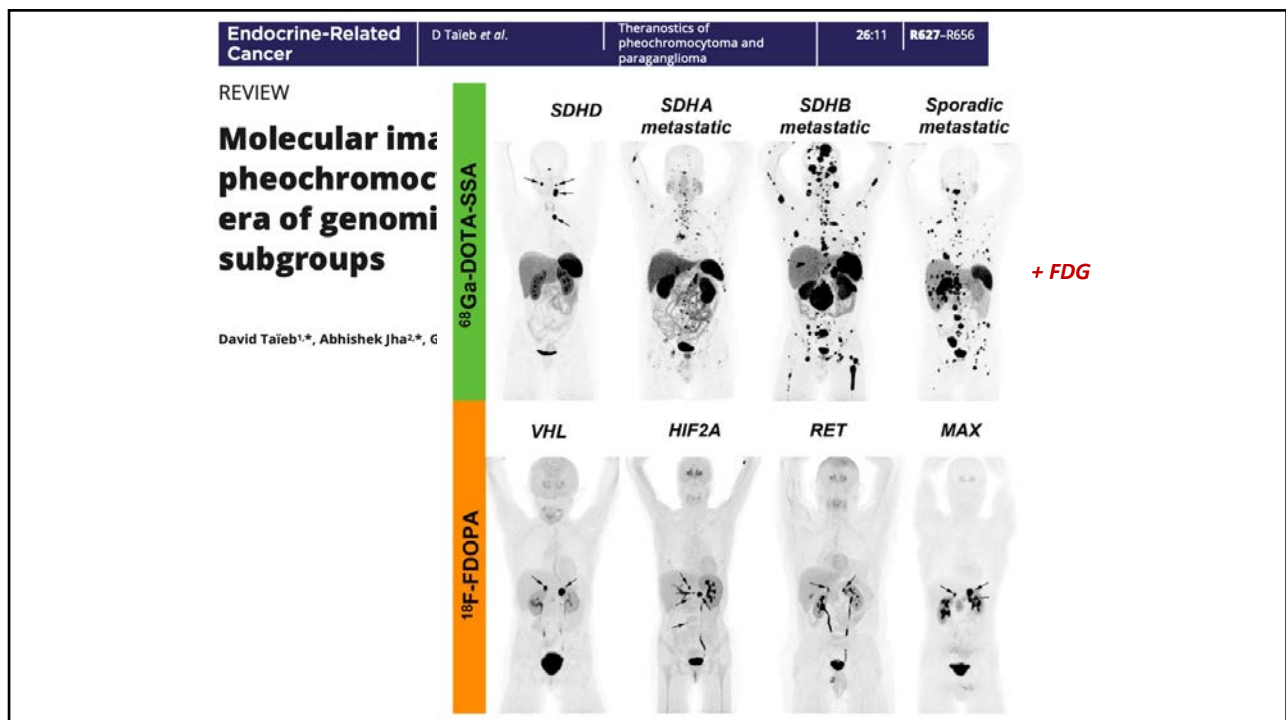 Endocrine-Related
Cancer
D Taïeb et al.
Theranostics of
pheochromocytoma and
paraganglioma
26:11
R627–R656
REVIEW
Molecular ima
pheochromoc
era of genomi
subgroups
David Taïeb¹,*, Abhishek Jha²,*, G
⁶⁸Ga-DOTA-SSA
SDHD
SDHA
metastatic
SDHB
metastatic
Sporadic
metastatic
+ FDG
¹⁸F-FDOPA
VHL
HIF2A
RET
MAX